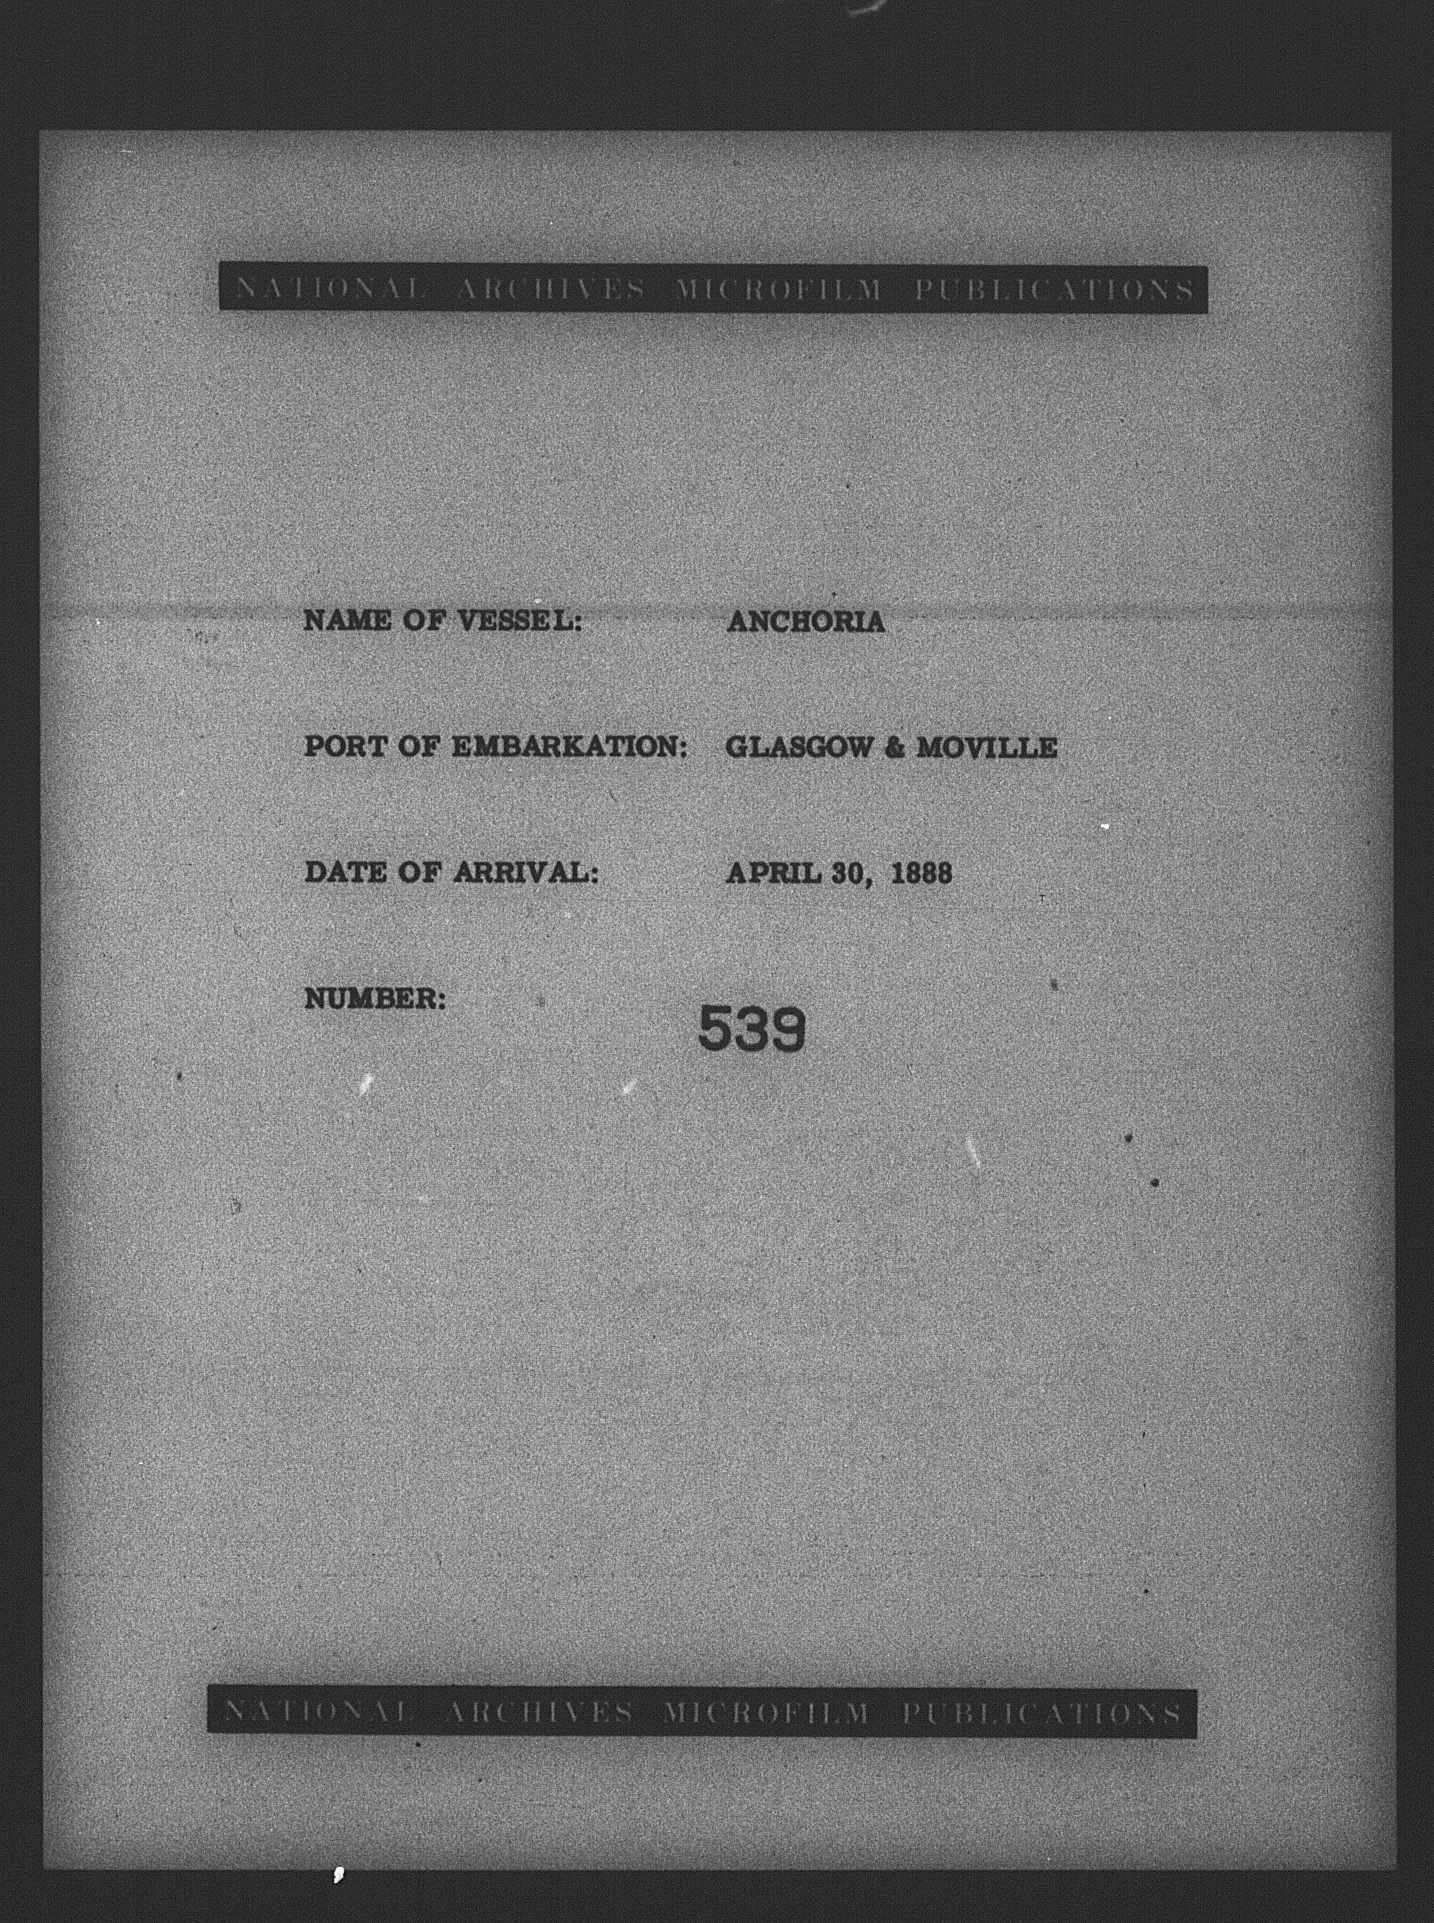 NATIONAL ARCHIVES MICROFILM PUBLICATIONS
NAME OF VESSEL: ANCHORIA
PORT OF EMBARKATION: GLASGOW & MOVILLE
DATE OF ARRIVAL: APRIL 30, 1888
NUMBER: 539
NATIONAL ARCHIVES MICROFILM PUBLICATIONS